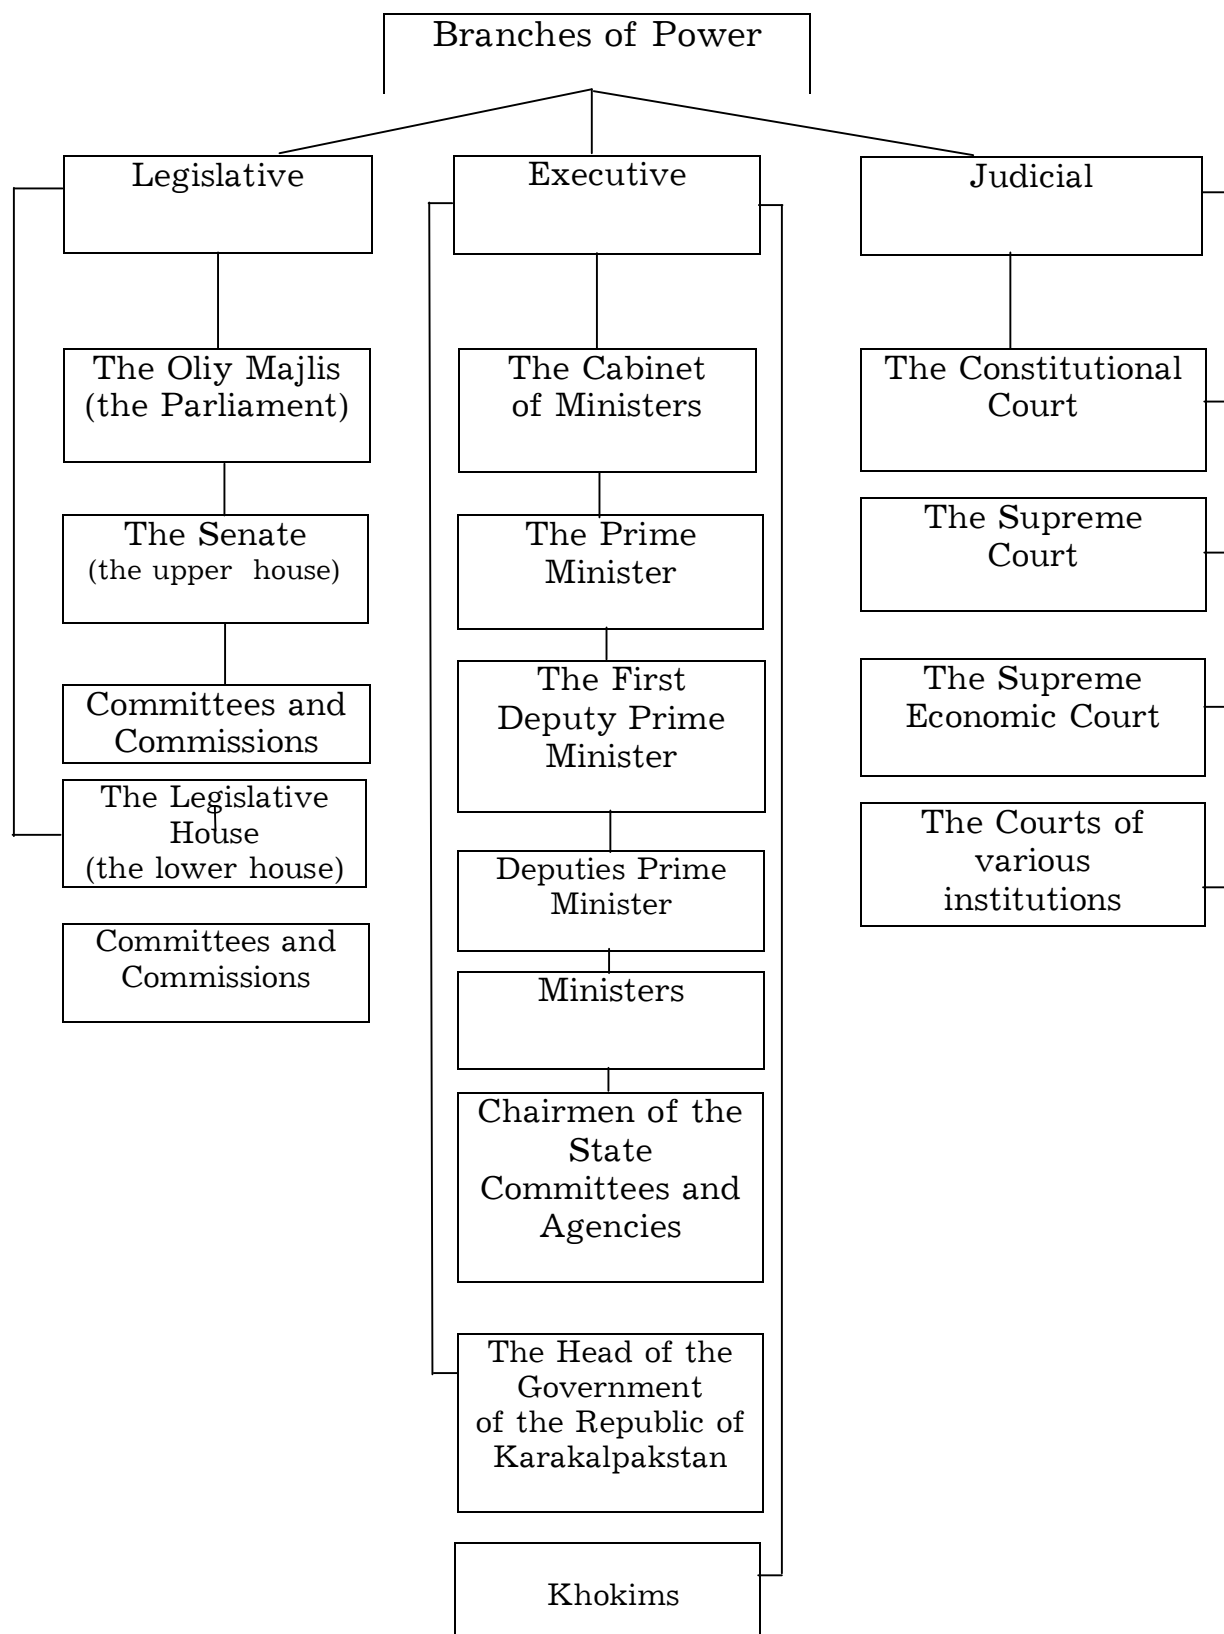 Branches of Power
Legislative
The Oliy Majlis
(the Parliament)
The Senate
(the upper house)
Committees and
Commissions
The Legislative
House
(the lower house)
Committees and
Commissions
Executive
The Cabinet
of Ministers
The Prime
Minister
The First
Deputy Prime
Minister
Deputies Prime
Minister
Ministers
Chairmen of the
State
Committees and
Agencies
The Head of the
Government
of the Republic of
Karakalpakstan
Khokims
Judicial
The Constitutional
Court
The Supreme
Court
The Supreme
Economic Court
The Courts of
various
institutions